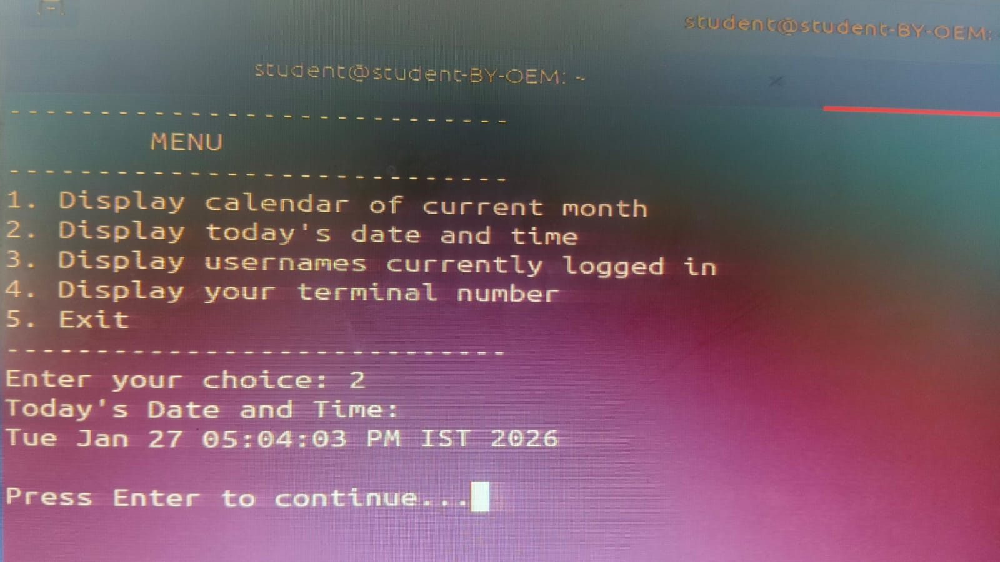 student@student-BY-OEM:
student@student-BY-OEM: ~
-----------------------------
MENU
-----------------------------
1. Display calendar of current month
2. Display today's date and time
3. Display usernames currently logged in
4. Display your terminal number
5. Exit
-----------------------------
Enter your choice: 2
Today's Date and Time:
Tue Jan 27 05:04:03 PM IST 2026
Press Enter to continue...